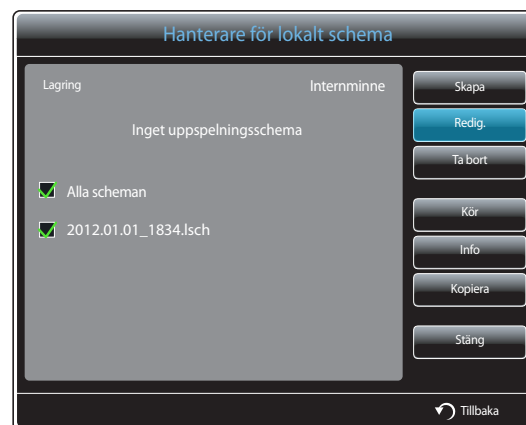 Hanterare för lokalt schema
Lagring Internminne
Inget uppspelningsschema
Alla scheman
2012.01.01_1834.lsch
Skapa
Redig.
Ta bort
Kör
Info
Kopiera
Stäng
Tillbaka